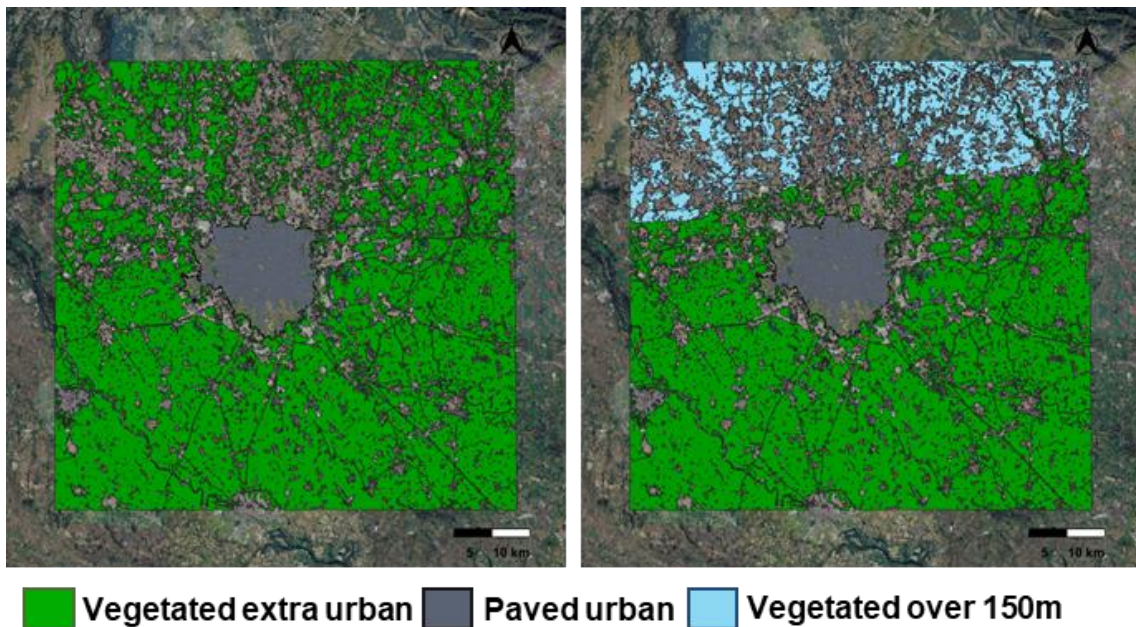 5 10 km
5 10 km
Vegetated extra urban
Paved urban
Vegetated over 150m